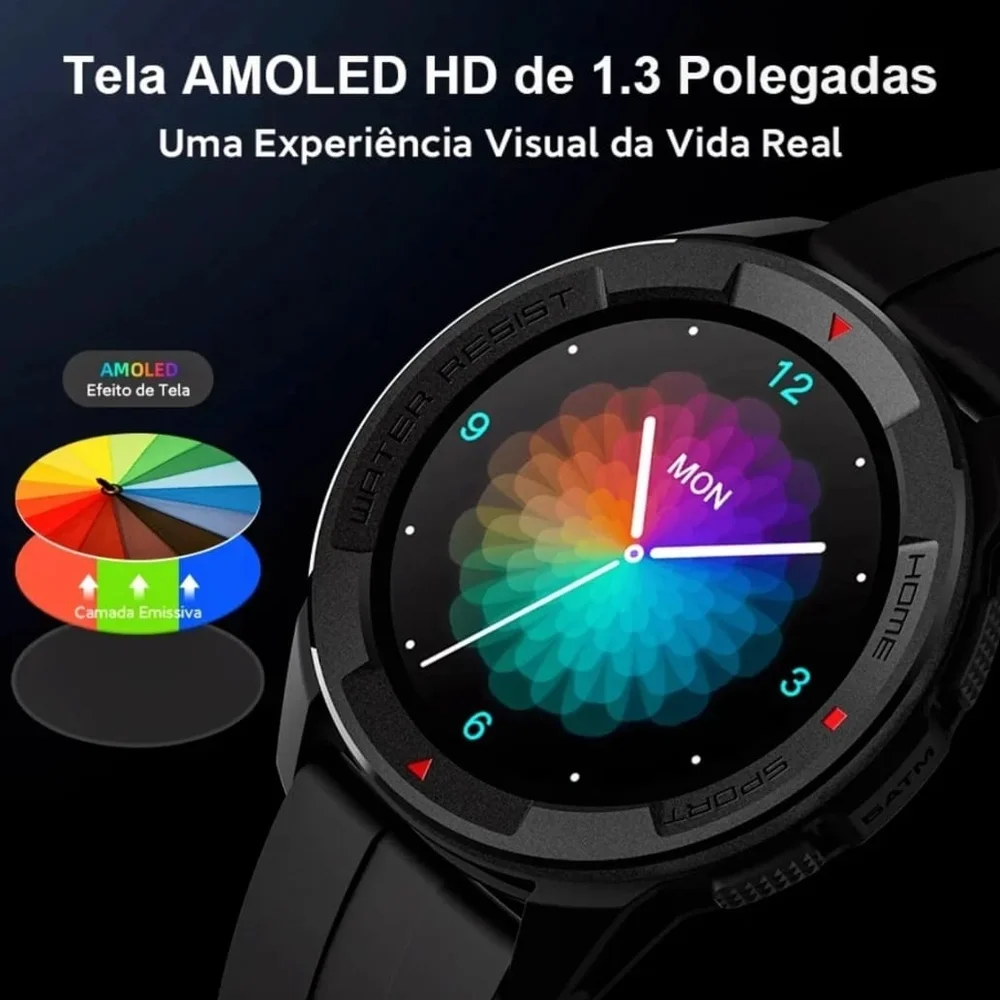 Tela AMOLED HD de 1.3 Polegadas
Uma Experiência Visual da Vida Real
AMOLED
Efeito de Tela
Camada Emissiva
WATER RESIST
12
9
MON
HOME
3
6
SPORT
5ATM